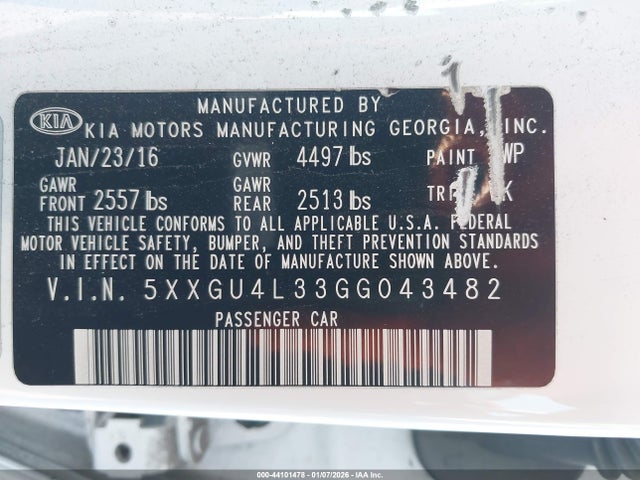 MANUFACTURED BY
KIA KIA MOTORS MANUFACTURING GEORGIA, INC.
JAN/23/16 GVWR 4497 lbs PAINT WP
GAWR FRONT 2557 lbs GAWR REAR 2513 lbs
THIS VEHICLE CONFORMS TO ALL APPLICABLE U.S.A. FEDERAL
MOTOR VEHICLE SAFETY, BUMPER, AND THEFT PREVENTION STANDARDS
IN EFFECT ON THE DATE OF MANUFACTURE SHOWN ABOVE.
V.I.N. 5XXGU4L33GG043482
PASSENGER CAR
000-44101478 - 01/07/2026 - IAA Inc.